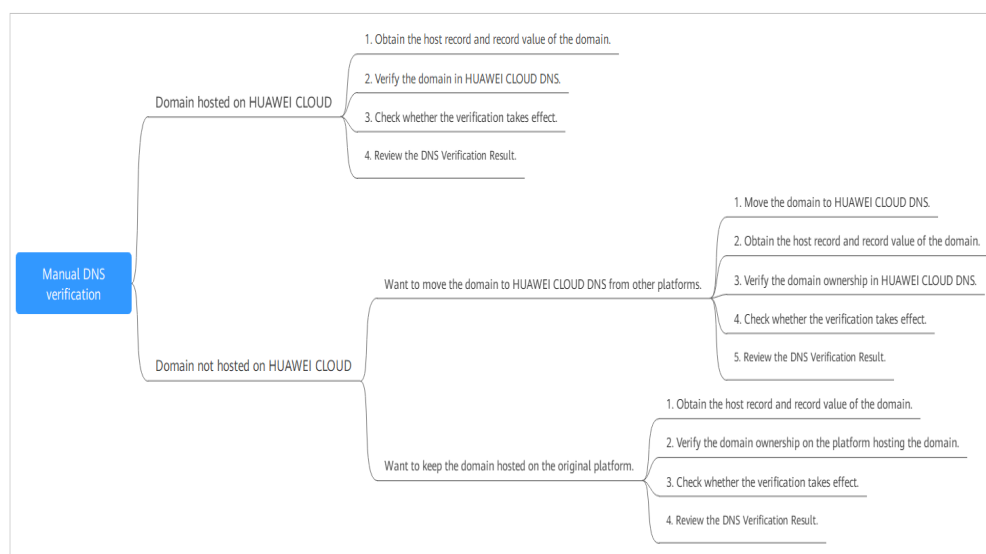 Manual DNS
verification
Domain hosted on HUAWEI CLOUD
1. Obtain the host record and record value of the domain.
2. Verify the domain in HUAWEI CLOUD DNS.
3. Check whether the verification takes effect.
4. Review the DNS Verification Result.
Domain not hosted on HUAWEI CLOUD
Want to move the domain to HUAWEI CLOUD DNS from other platforms.
1. Move the domain to HUAWEI CLOUD DNS.
2. Obtain the host record and record value of the domain.
3. Verify the domain ownership in HUAWEI CLOUD DNS.
4. Check whether the verification takes effect.
5. Review the DNS Verification Result.
Want to keep the domain hosted on the original platform.
1. Obtain the host record and record value of the domain.
2. Verify the domain ownership on the platform hosting the domain.
3. Check whether the verification takes effect.
4. Review the DNS Verification Result.